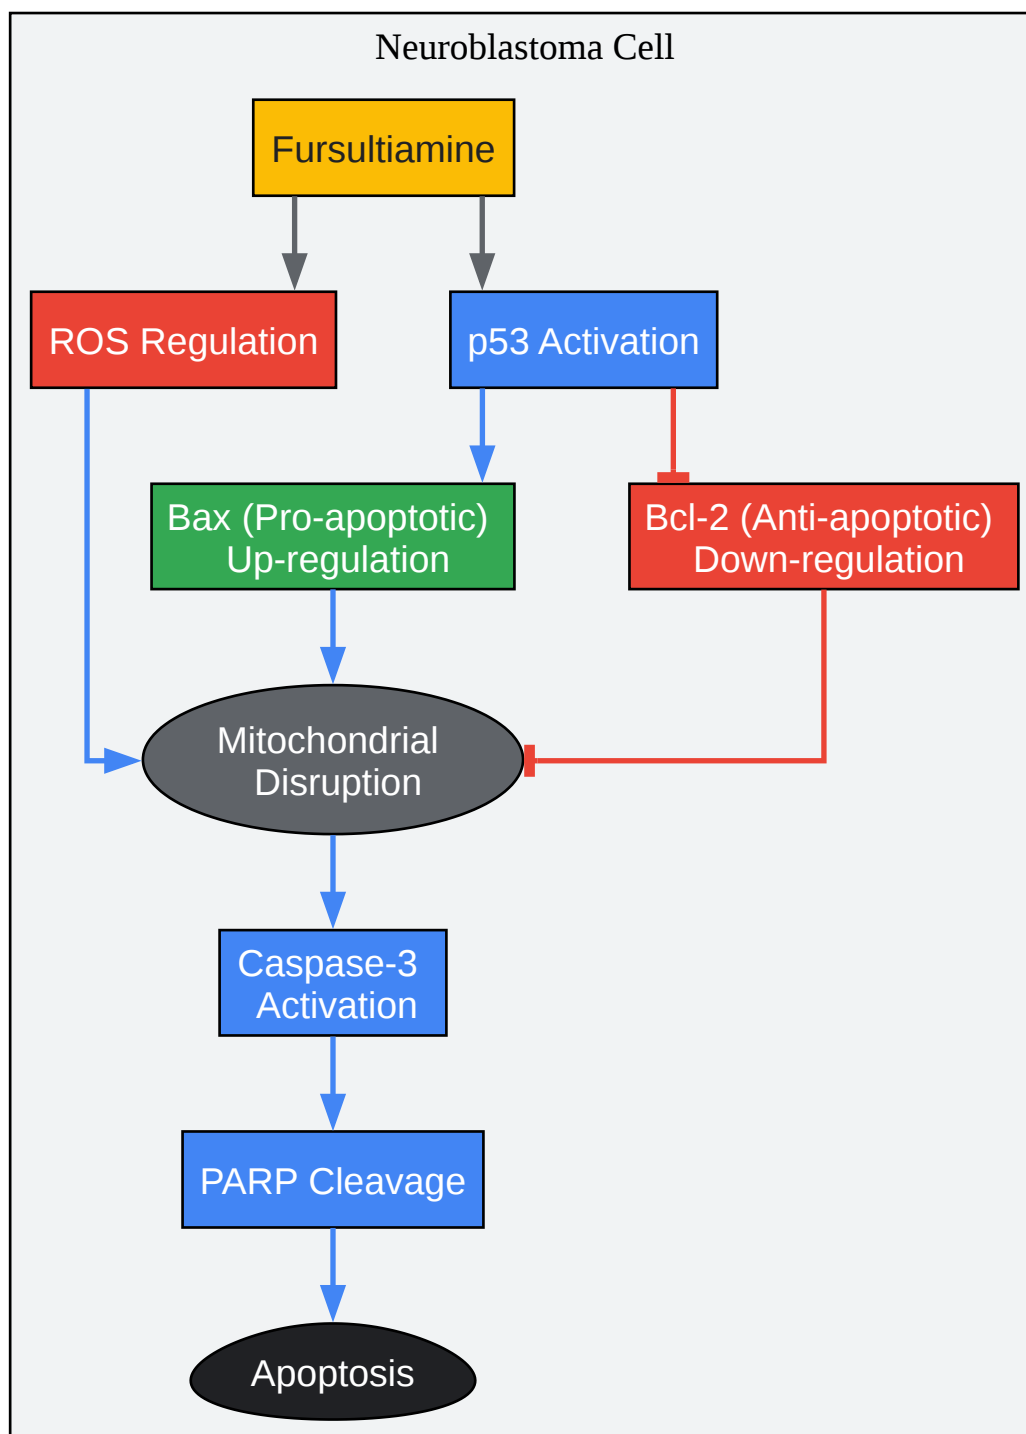 Neuroblastoma Cell
Fursultiamine
ROS Regulation
p53 Activation
Bax (Pro-apoptotic)
Up-regulation
Bcl-2 (Anti-apoptotic)
Down-regulation
Mitochondrial
Disruption
Caspase-3
Activation
PARP Cleavage
Apoptosis